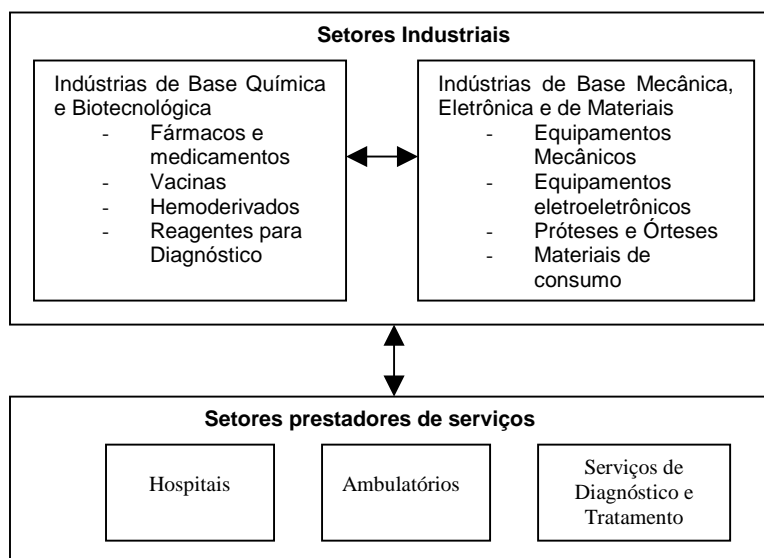 Setores Industriais
Indústrias de Base Química
e Biotecnológica
- Fármacos e
medicamentos
- Vacinas
- Hemoderivados
- Reagentes para
Diagnóstico
Indústrias de Base Mecânica,
Eletrônica e de Materiais
- Equipamentos
Mecânicos
- Equipamentos
eletroeletrônicos
- Próteses e Órteses
- Materiais de
consumo
Setores prestadores de serviços
Hospitais
Ambulatórios
Serviços de
Diagnóstico e
Tratamento